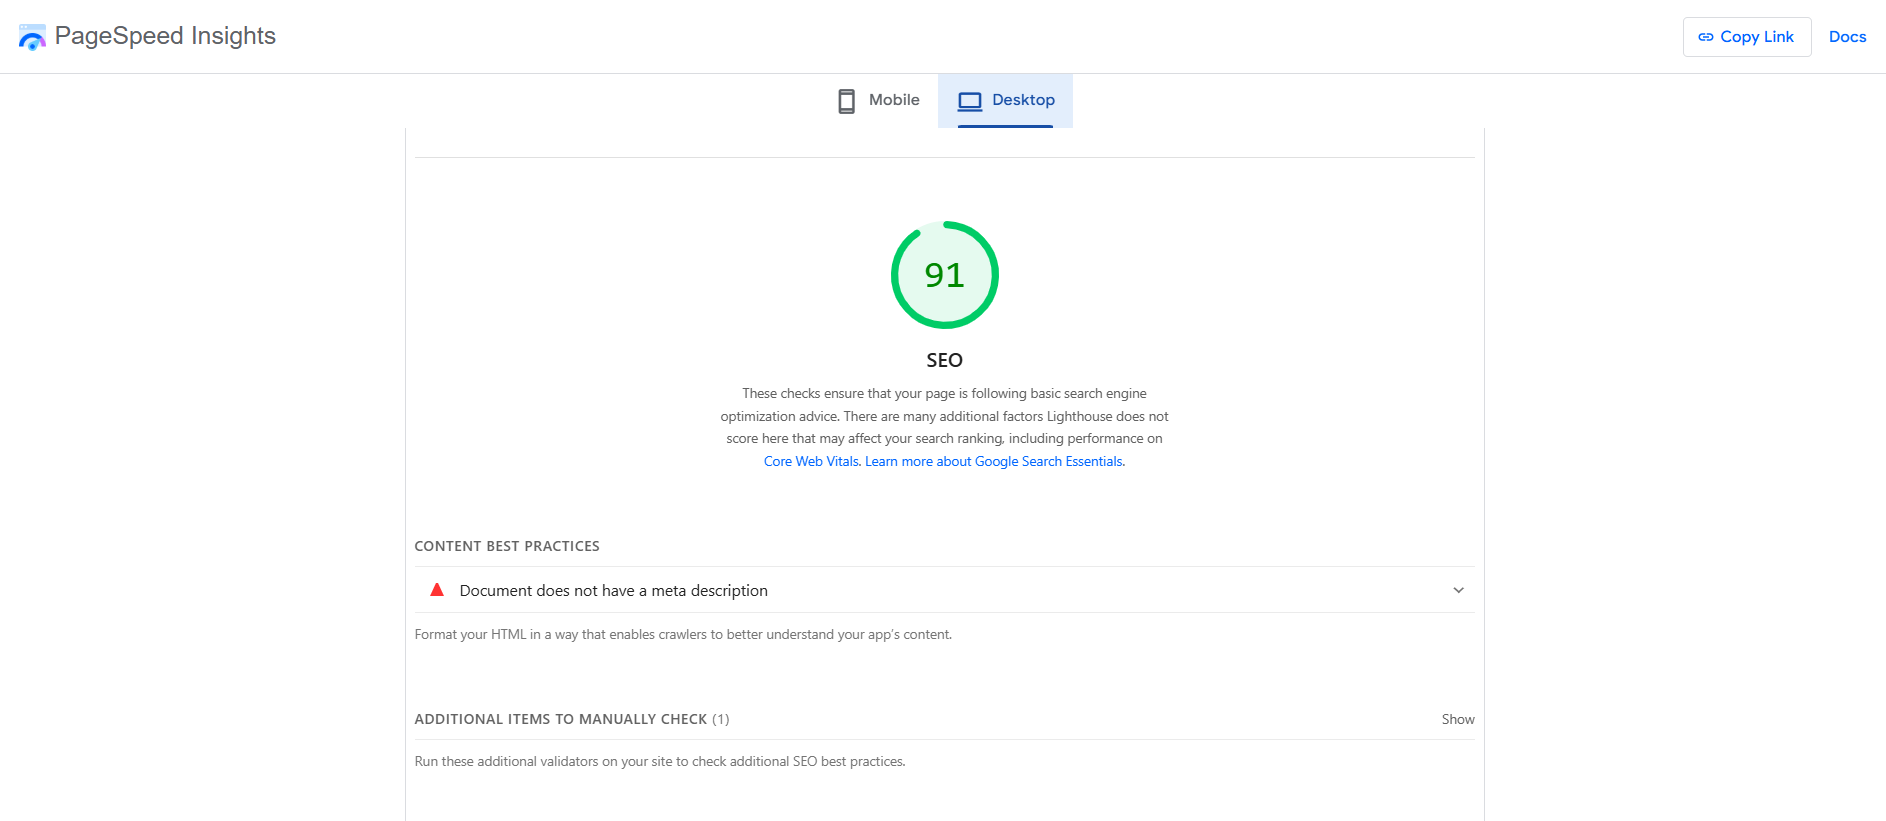 PageSpeed Insights
Copy Link
Docs
Mobile
Desktop
91
SEO
These checks ensure that your page is following basic search engine
optimization advice. There are many additional factors Lighthouse does not
score here that may affect your search ranking, including performance on
Core Web Vitals. Learn more about Google Search Essentials.
CONTENT BEST PRACTICES
Document does not have a meta description
Format your HTML in a way that enables crawlers to better understand your app's content.
ADDITIONAL ITEMS TO MANUALLY CHECK (1)
Show
Run these additional validators on your site to check additional SEO best practices.